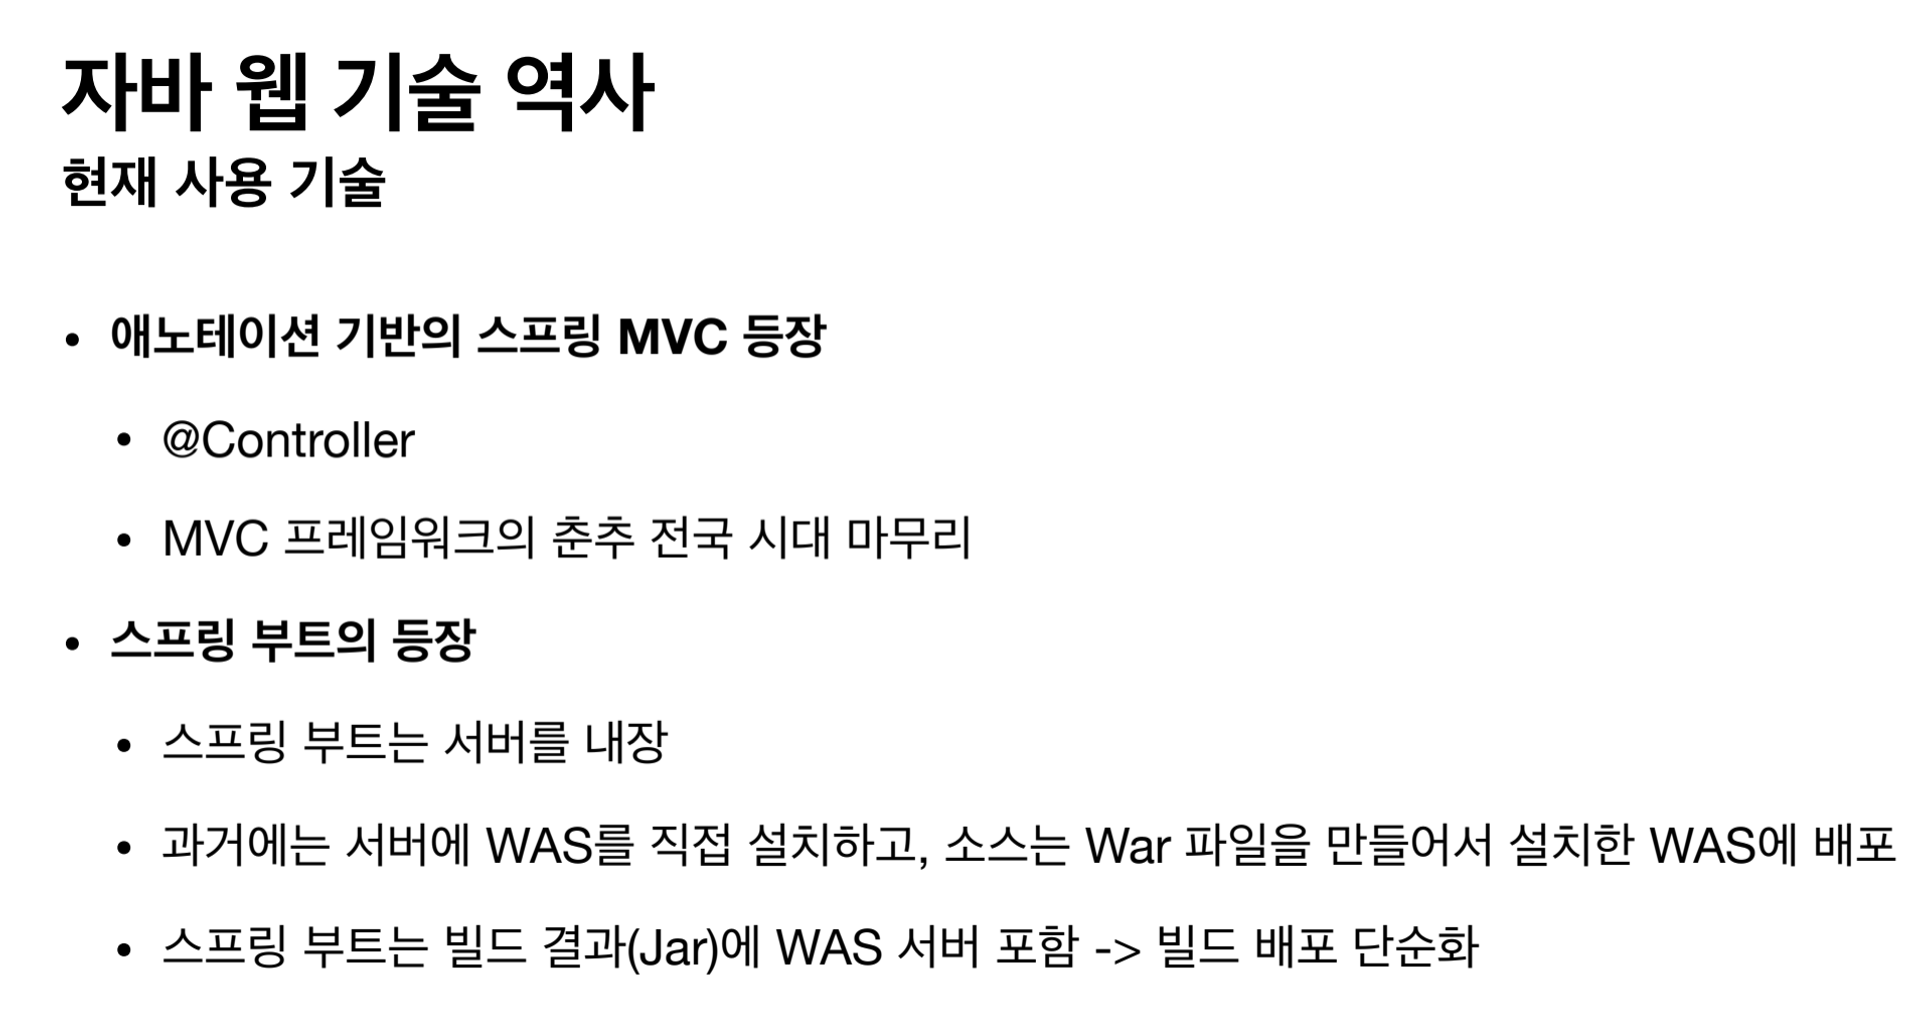 자바 웹 기술 역사
현재 사용 기술
• 애노테이션 기반의 스프링 MVC 등장
• @Controller
• MVC 프레임워크의 춘추 전국 시대 마무리
• 스프링 부트의 등장
• 스프링 부트는 서버를 내장
• 과거에는 서버에 WAS를 직접 설치하고, 소스는 War 파일을 만들어서 설치한 WAS에 배포
• 스프링 부트는 빌드 결과(Jar)에 WAS 서버 포함 -> 빌드 배포 단순화